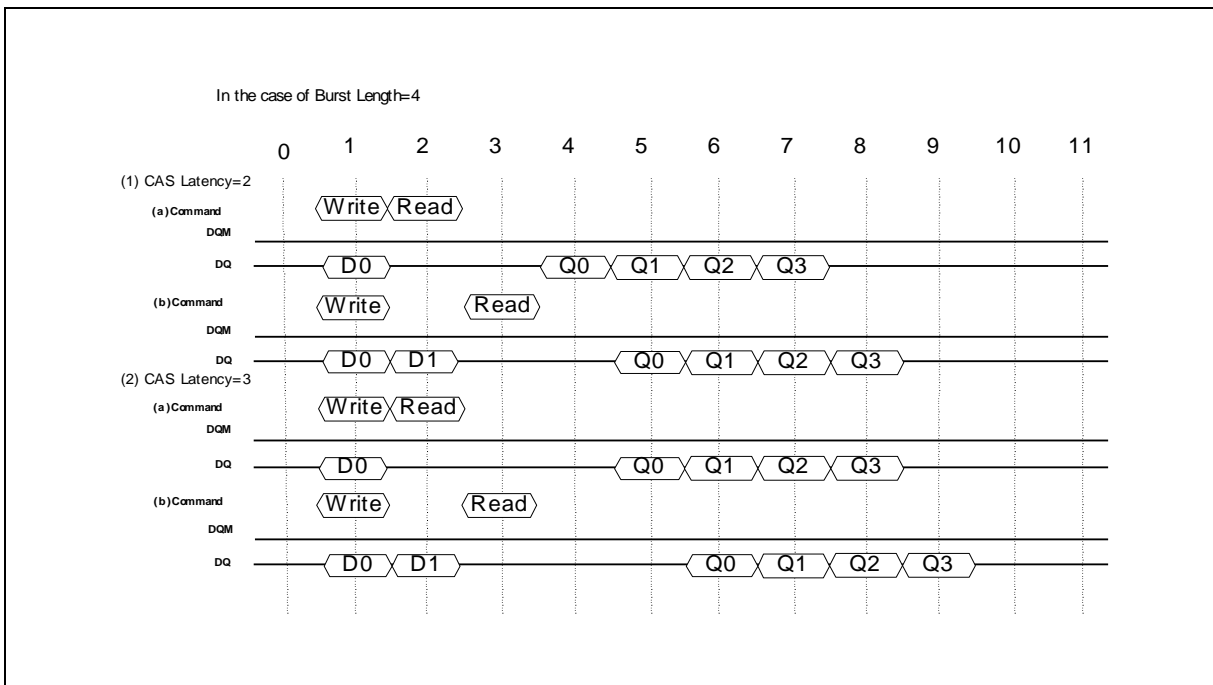 In the case of Burst Length=4
0 1 2 3 4 5 6 7 8 9 10 11
(1) CAS Latency=2
(a)Command Write Read
DQM
DQ D0 Q0 Q1 Q2 Q3
(b)Command Write Read
DQM
DQ D0 D1 Q0 Q1 Q2 Q3
(2) CAS Latency=3
(a)Command Write Read
DQM
DQ D0 Q0 Q1 Q2 Q3
(b)Command Write Read
DQM
DQ D0 D1 Q0 Q1 Q2 Q3